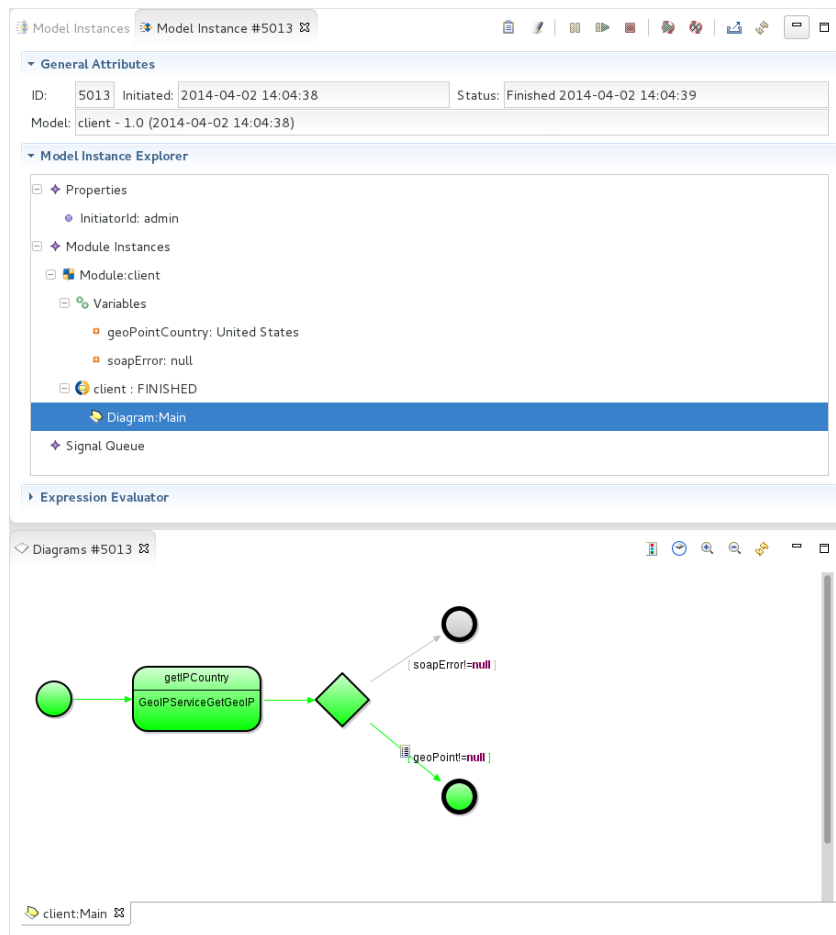 Model Instances Model Instance #5013
General Attributes
ID: 5013 Initiated: 2014-04-02 14:04:38 Status: Finished 2014-04-02 14:04:39
Model: client - 1.0 (2014-04-02 14:04:38)
Model Instance Explorer
Properties
InitiatorId: admin
Module Instances
Module:client
Variables
geoPointCountry: United States
soapError: null
client : FINISHED
Diagram:Main
Signal Queue
Expression Evaluator
Diagrams #5013
[ soapError!=null ]
getIPCountry
GeoIPServiceGetGeoIP
[ geoPoint!=null ]
client:Main